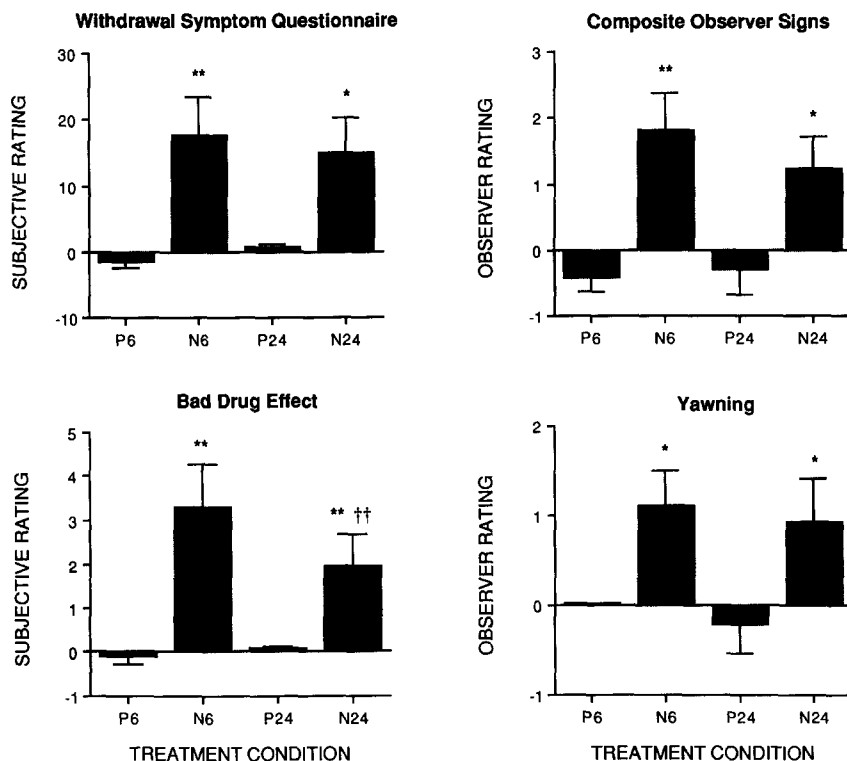 Withdrawal Symptom Questionnaire
SUBJECTIVE RATING
30
20
10
0
-10
** *
P6 N6 P24 N24
Composite Observer Signs
OBSERVER RATING
3
2
1
0
-1
** *
P6 N6 P24 N24
Bad Drug Effect
SUBJECTIVE RATING
5
4
3
2
1
0
-1
** ** ††
P6 N6 P24 N24
TREATMENT CONDITION
Yawning
OBSERVER RATING
2
1
0
-1
* *
P6 N6 P24 N24
TREATMENT CONDITION